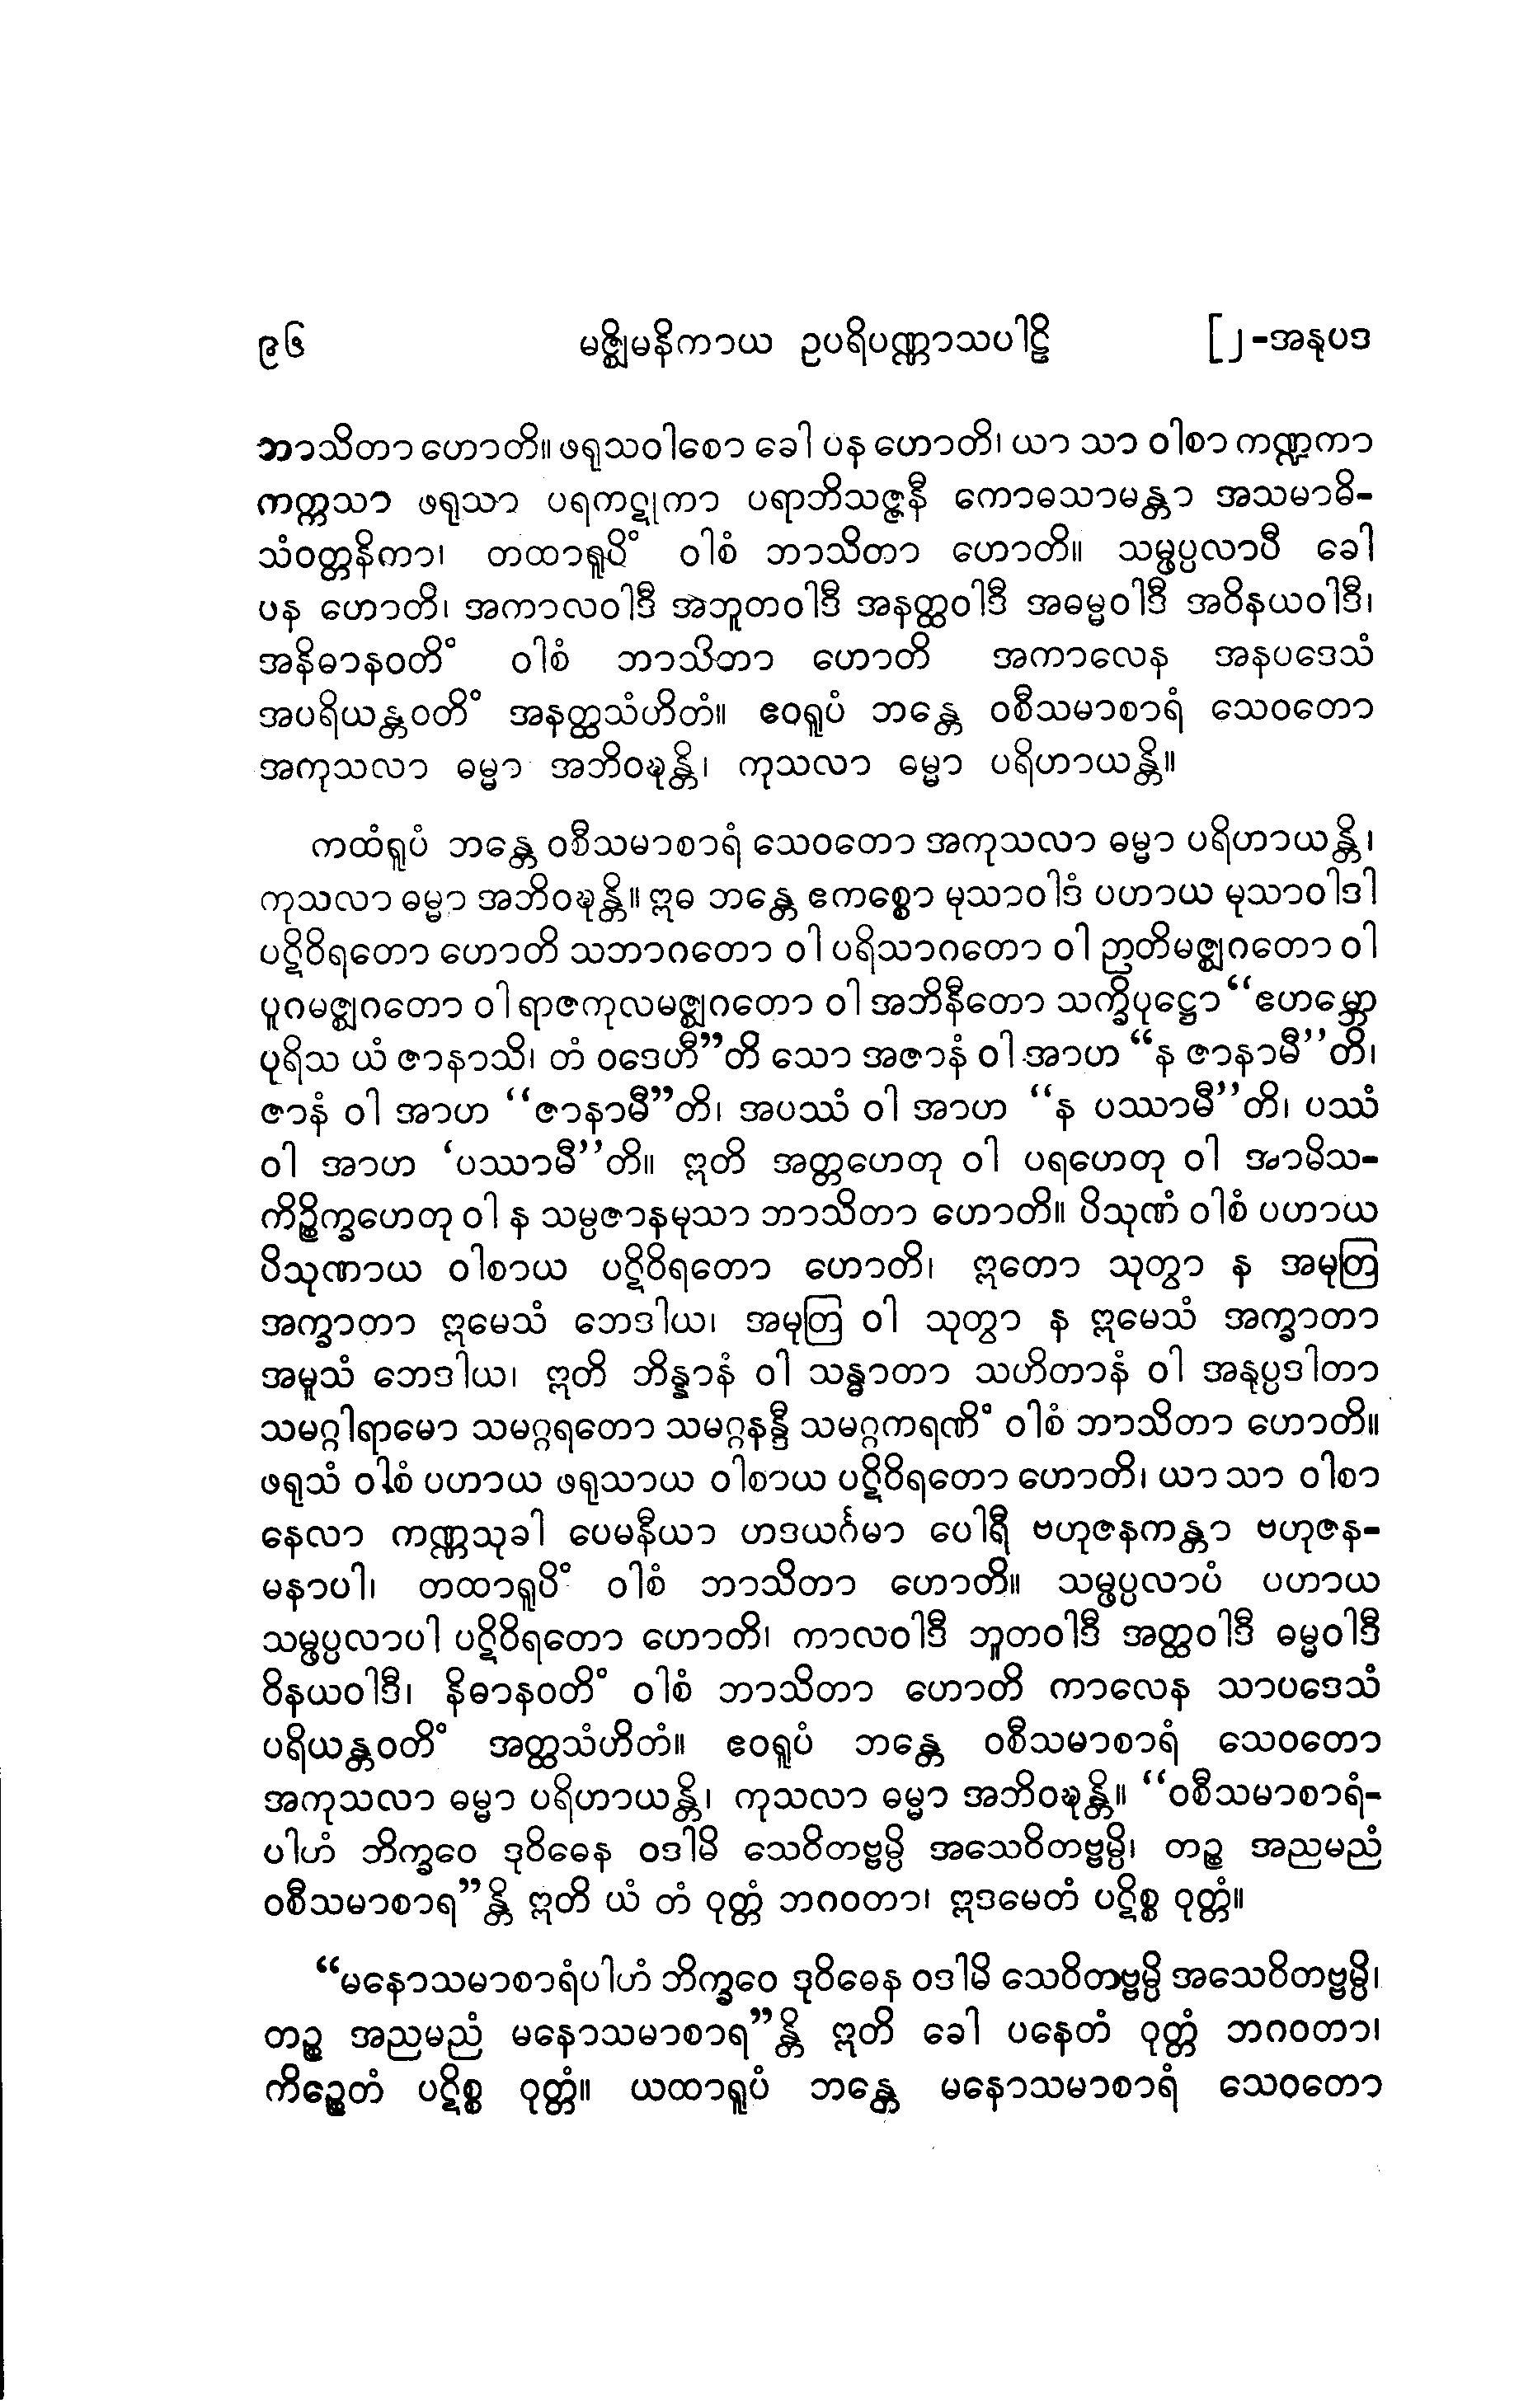 ၉၆ မဇ္ဈိမနိကာယ ဥပရိပဏ္ဏာသပါဠိ [၂-အနုပဒ
ဘာသိတာ ဟောတိ။ ဖရုသဝါစော ခေါ ပန ဟောတိ၊ ယာ သာ ဝါစာ ကဏ္ဍကာ
ကက္ကသာ ဖရုသာ ပရကဋုကာ ပရာဘိသဇ္ဇနီ ကောဓသာမန္တာ အသမာဓိ-
သံဝတ္တနိကာ၊ တထာရူပိံ ဝါစံ ဘာသိတာ ဟောတိ။ သမ္ဖပ္ပလာပီ ခေါ
ပန ဟောတိ၊ အကာလဝါဒီ အဘူတဝါဒီ အနတ္ထဝါဒီ အဓမ္မဝါဒီ အဝိနယဝါဒီ၊
အနိဓာနဝတိံ ဝါစံ ဘာသိတာ ဟောတိ အကာလေန အနပဒေသံ
အပရိယန္တဝတိံ အနတ္ထသံဟိတံ။ ဧဝရူပံ ဘန္တေ ဝစီသမာစာရံ သေဝတော
အကုသလာ ဓမ္မာ အဘိဝဍ္ဎန္တိ၊ ကုသလာ ဓမ္မာ ပရိဟာယန္တိ။
ကထံရူပံ ဘန္တေ ဝစီသမာစာရံ သေဝတော အကုသလာ ဓမ္မာ ပရိဟာယန္တိ၊
ကုသလာ ဓမ္မာ အဘိဝဍ္ဎန္တိ။ ဣဓ ဘန္တေ ဧကစ္စော မုသာဝါဒံ ပဟာယ မုသာဝါဒါ
ပဋိဝိရတော ဟောတိ သဘာဂတော ဝါ ပရိသာဂတော ဝါ ဉာတိမဇ္ဈဂတော ဝါ
ပူဂမဇ္ဈဂတော ဝါ ရာဇကုလမဇ္ဈဂတော ဝါ အဘိနီတော သက္ခိပုဋ္ဌော “ဧဟမ္ဘော
ပုရိသ ယံ ဇာနာသိ၊ တံ ဝဒေဟီ”တိ သော အဇာနံ ဝါ အာဟ “န ဇာနာမီ”တိ၊
ဇာနံ ဝါ အာဟ “ဇာနာမီ”တိ၊ အပဿံ ဝါ အာဟ “န ပဿာမီ”တိ၊ ပဿံ
ဝါ အာဟ ‘ပဿာမီ”တိ။ ဣတိ အတ္တဟေတု ဝါ ပရဟေတု ဝါ အာမိသ-
ကိဉ္စိက္ခဟေတု ဝါ န သမ္ပဇာနမုသာ ဘာသိတာ ဟောတိ။ ပိသုဏံ ဝါစံ ပဟာယ
ပိသုဏာယ ဝါစာယ ပဋိဝိရတော ဟောတိ၊ ဣတော သုတွာ န အမုတြ
အက္ခာတာ ဣမေသံ ဘေဒါယ၊ အမုတြ ဝါ သုတွာ န ဣမေသံ အက္ခာတာ
အမူသံ ဘေဒါယ၊ ဣတိ ဘိန္နာနံ ဝါ သန္ဓာတာ သဟိတာနံ ဝါ အနုပ္ပဒါတာ
သမဂ္ဂါရာမော သမဂ္ဂရတော သမဂ္ဂနန္ဒီ သမဂ္ဂကရဏိံ ဝါစံ ဘာသိတာ ဟောတိ။
ဖရုသံ ဝါစံ ပဟာယ ဖရုသာယ ဝါစာယ ပဋိဝိရတော ဟောတိ၊ ယာ သာ ဝါစာ
နေလာ ကဏ္ဏသုခါ ပေမနီယာ ဟဒယင်္ဂမာ ပေါရီ ဗဟုဇနကန္တာ ဗဟုဇန-
မနာပါ၊ တထာရူပိံ ဝါစံ ဘာသိတာ ဟောတိ။ သမ္ဖပ္ပလာပံ ပဟာယ
သမ္ဖပ္ပလာပါ ပဋိဝိရတော ဟောတိ၊ ကာလဝါဒီ ဘူတဝါဒီ အတ္ထဝါဒီ ဓမ္မဝါဒီ
ဝိနယဝါဒီ၊ နိဓာနဝတိံ ဝါစံ ဘာသိတာ ဟောတိ ကာလေန သာပဒေသံ
ပရိယန္တဝတိံ အတ္ထသံဟိတံ။ ဧဝရူပံ ဘန္တေ ဝစီသမာစာရံ သေဝတော
အကုသလာ ဓမ္မာ ပရိဟာယန္တိ၊ ကုသလာ ဓမ္မာ အဘိဝဍ္ဎန္တိ။ “ဝစီသမာစာရံ-
ပါဟံ ဘိက္ခဝေ ဒုဝိဓေန ဝဒါမိ သေဝိတဗ္ဗမ္ပိ အသေဝိတဗ္ဗမ္ပိ၊ တဉ္စ အညမညံ
ဝစီသမာစာရ”န္တိ ဣတိ ယံ တံ ဝုတ္တံ ဘဂဝတာ၊ ဣဒမေတံ ပဋိစ္စ ဝုတ္တံ။
“မနောသမာစာရံပါဟံ ဘိက္ခဝေ ဒုဝိဓေန ဝဒါမိ သေဝိတဗ္ဗမ္ပိ အသေဝိတဗ္ဗမ္ပိ၊
တဉ္စ အညမညံ မနောသမာစာရ”န္တိ ဣတိ ခေါ ပနေတံ ဝုတ္တံ ဘဂဝတာ၊
ကိဉ္စေတံ ပဋိစ္စ ဝုတ္တံ။ ယထာရူပံ ဘန္တေ မနောသမာစာရံ သေဝတော